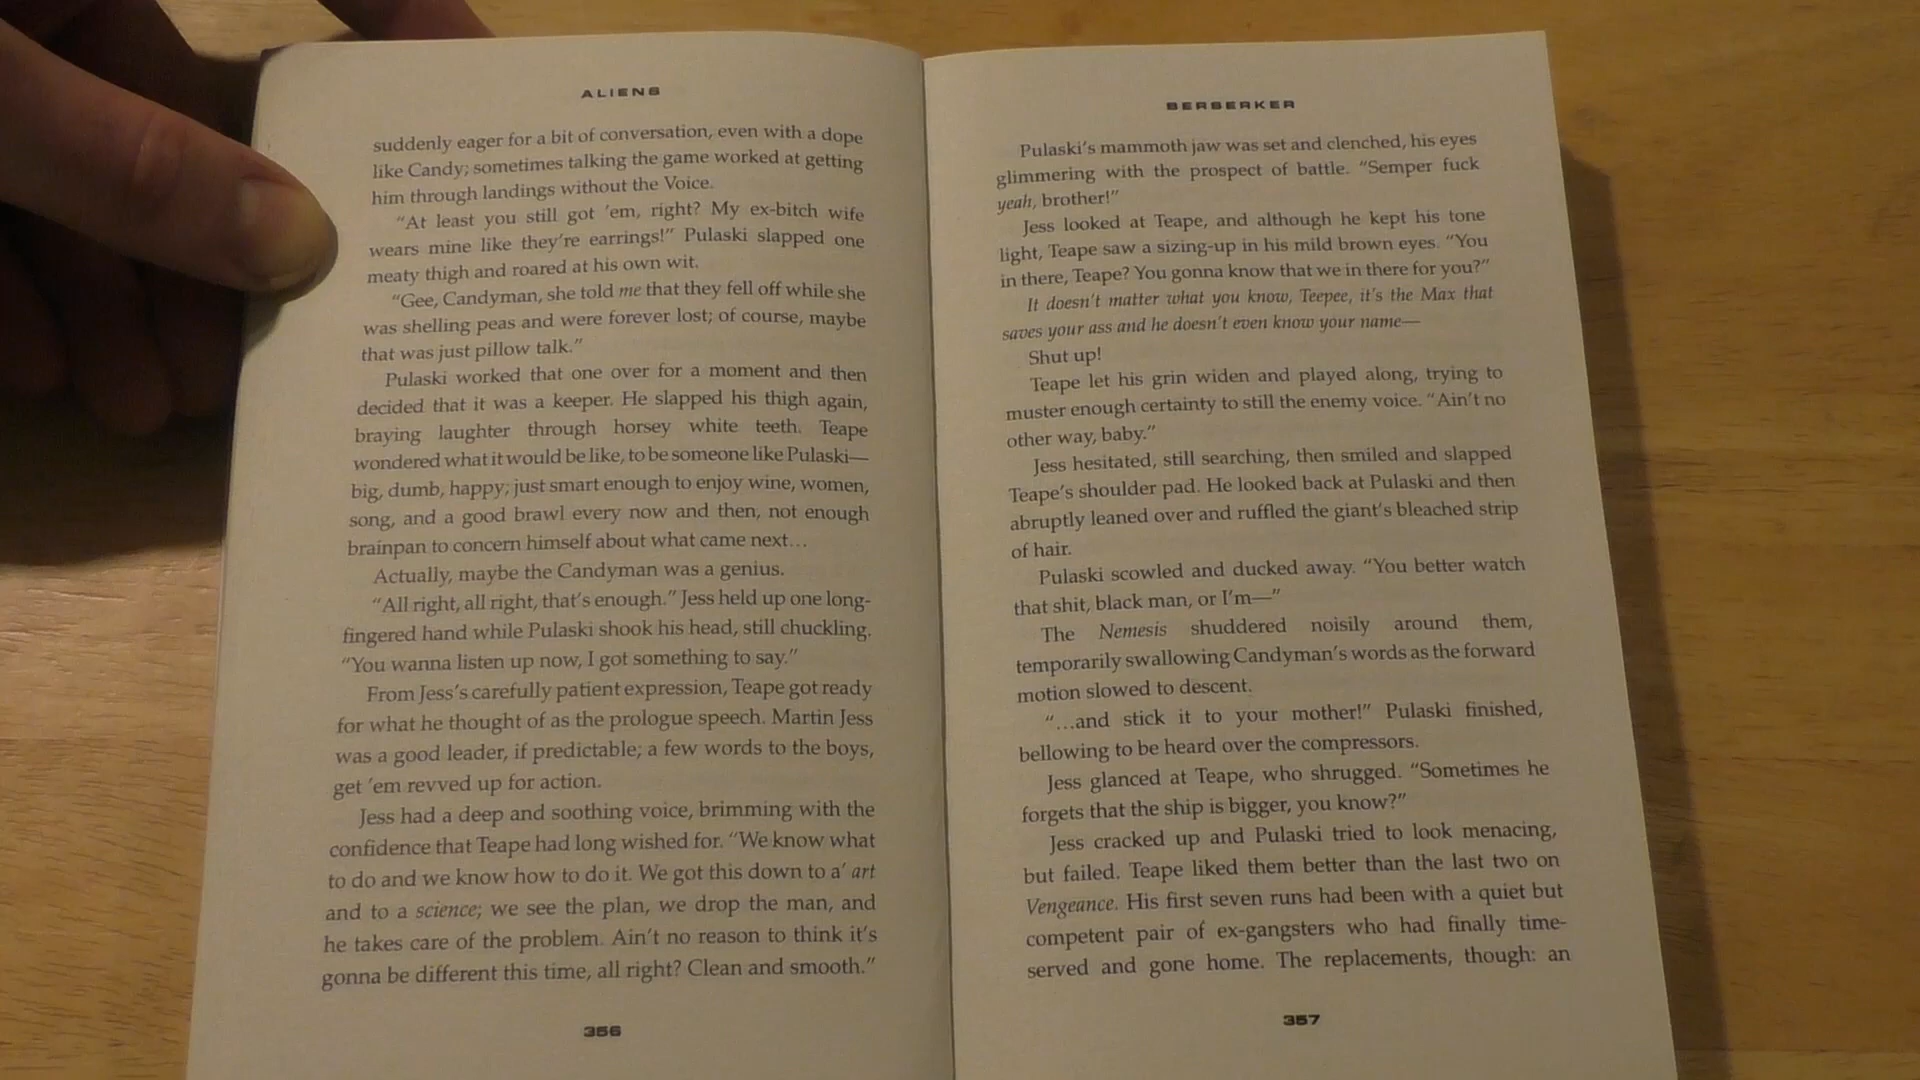 ALIENS
suddenly eager for a bit of conversation, even with a dope
like Candy; sometimes talking the game worked at getting
him through landings without the Voice.
“At least you still got ’em, right? My ex-bitch wife
wears mine like they’re earrings!” Pulaski slapped one
meaty thigh and roared at his own wit.
“Gee, Candyman, she told me that they fell off while she
was shelling peas and were forever lost; of course, maybe
that was just pillow talk.”
Pulaski worked that one over for a moment and then
decided that it was a keeper. He slapped his thigh again,
braying laughter through horsey white teeth. Teape
wondered what it would be like, to be someone like Pulaski—
big, dumb, happy; just smart enough to enjoy wine, women,
song, and a good brawl every now and then, not enough
brainpan to concern himself about what came next…
Actually, maybe the Candyman was a genius.
“All right, all right, that’s enough.” Jess held up one long-
fingered hand while Pulaski shook his head, still chuckling.
“You wanna listen up now, I got something to say.”
From Jess’s carefully patient expression, Teape got ready
for what he thought of as the prologue speech. Martin Jess
was a good leader, if predictable; a few words to the boys,
get ’em revved up for action.
Jess had a deep and soothing voice, brimming with the
confidence that Teape had long wished for. “We know what
to do and we know how to do it. We got this down to a’ art
and to a science; we see the plan, we drop the man, and
he takes care of the problem. Ain’t no reason to think it’s
gonna be different this time, all right? Clean and smooth.”
356
BERSERKER
Pulaski’s mammoth jaw was set and clenched, his eyes
glimmering with the prospect of battle. “Semper fuck
yeah, brother!”
Jess looked at Teape, and although he kept his tone
light, Teape saw a sizing-up in his mild brown eyes. “You
in there, Teape? You gonna know that we in there for you?”
It doesn’t matter what you know, Teepee, it’s the Max that
saves your ass and he doesn’t even know your name—
Shut up!
Teape let his grin widen and played along, trying to
muster enough certainty to still the enemy voice. “Ain’t no
other way, baby.”
Jess hesitated, still searching, then smiled and slapped
Teape’s shoulder pad. He looked back at Pulaski and then
abruptly leaned over and ruffled the giant’s bleached strip
of hair.
Pulaski scowled and ducked away. “You better watch
that shit, black man, or I’m—”
The Nemesis shuddered noisily around them,
temporarily swallowing Candyman’s words as the forward
motion slowed to descent.
“…and stick it to your mother!” Pulaski finished,
bellowing to be heard over the compressors.
Jess glanced at Teape, who shrugged. “Sometimes he
forgets that the ship is bigger, you know?”
Jess cracked up and Pulaski tried to look menacing,
but failed. Teape liked them better than the last two on
Vengeance. His first seven runs had been with a quiet but
competent pair of ex-gangsters who had finally time-
served and gone home. The replacements, though: an
357